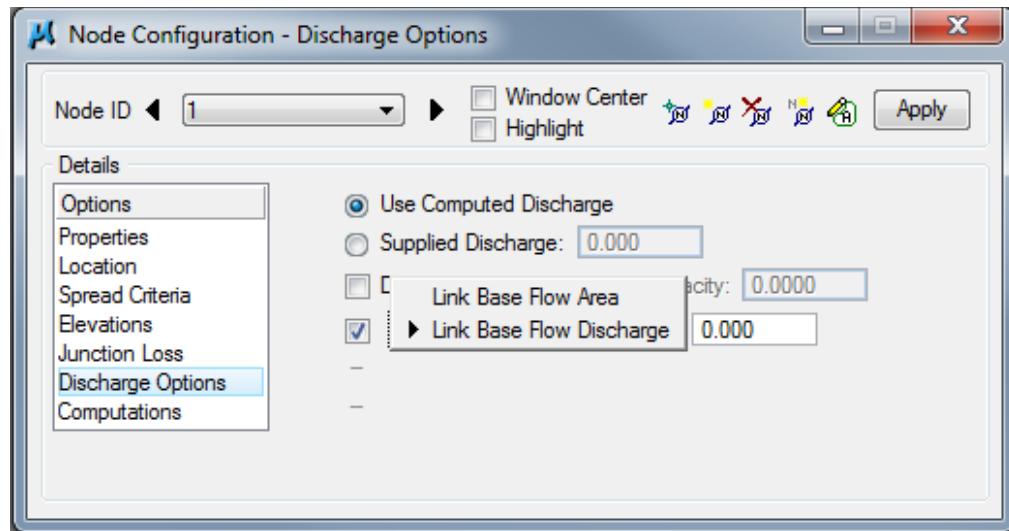 Node Configuration - Discharge Options
Node ID 1 Window Center Apply
Highlight
Details
Options
Properties
Location
Spread Criteria
Elevations
Junction Loss
Discharge Options
Computations
Use Computed Discharge
Supplied Discharge: 0.000
acity: 0.0000
Link Base Flow Area
Link Base Flow Discharge 0.000